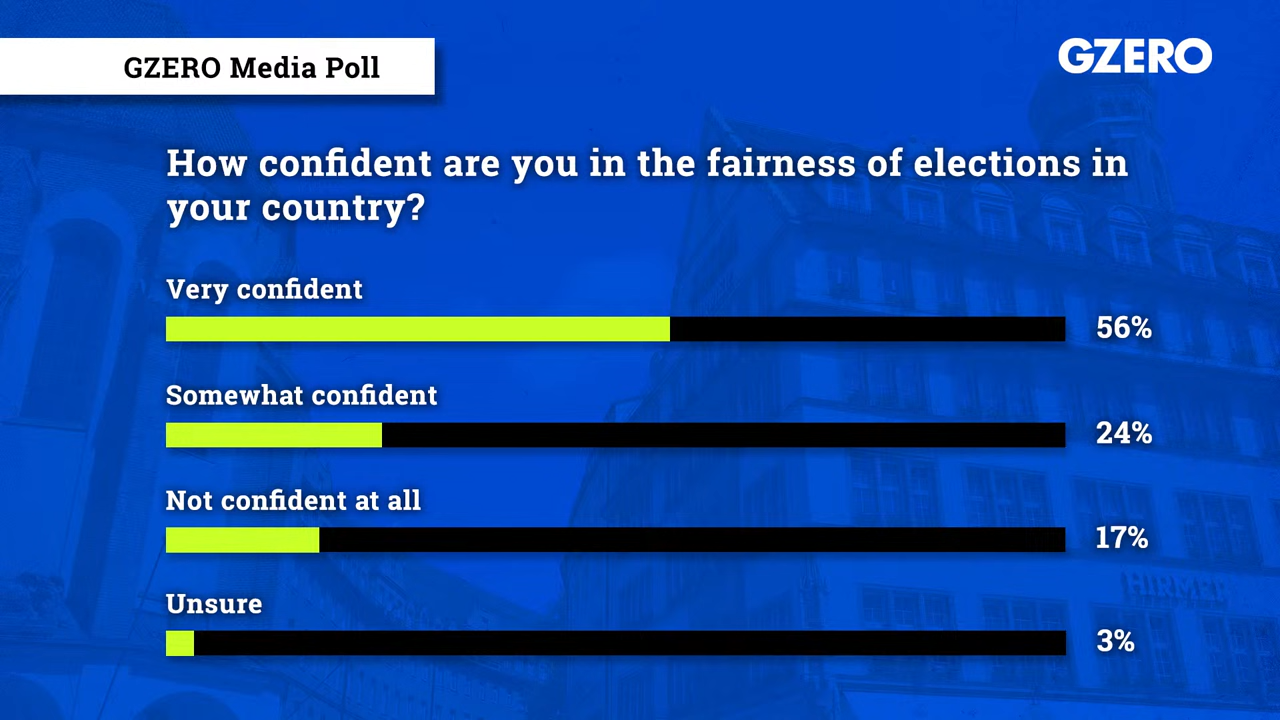 GZERO Media Poll
GZERO
How confident are you in the fairness of elections in
your country?
Very confident
56%
Somewhat confident
24%
Not confident at all
17%
HIRMER
Unsure
3%